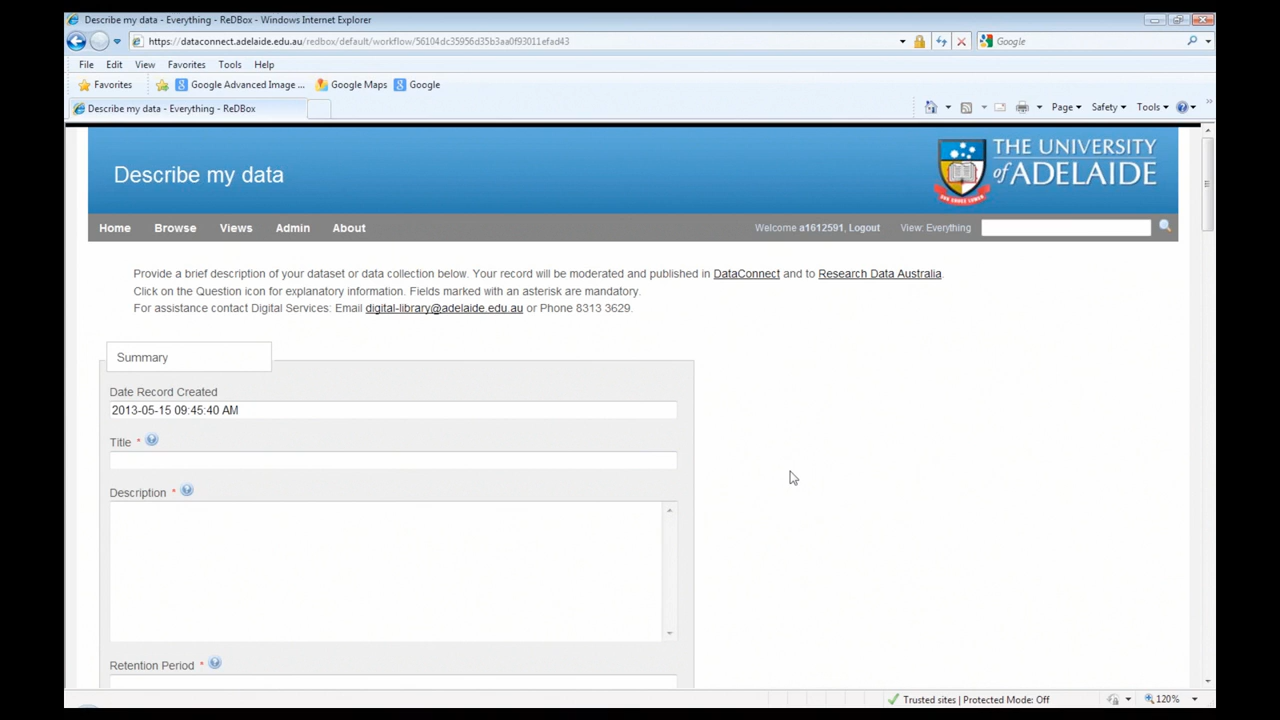 Describe my data - Everything - ReDBox - Windows Internet Explorer
https://dataconnect.adelaide.edu.au/redbox/default/workflow/56104dc35956d35b3aa0f93011efad43
Google
File Edit View Favorites Tools Help
Favorites Google Advanced Image ... Google Maps Google
Describe my data - Everything - ReDBox
Page Safety Tools
Describe my data
THE UNIVERSITY
of ADELAIDE
Home Browse Views Admin About
Welcome a1612591, Logout View: Everything
Provide a brief description of your dataset or data collection below. Your record will be moderated and published in DataConnect and to Research Data Australia.
Click on the Question icon for explanatory information. Fields marked with an asterisk are mandatory.
For assistance contact Digital Services: Email digital-library@adelaide.edu.au or Phone 8313 3629.
Summary
Date Record Created
2013-05-15 09:45:40 AM
Title *
Description *
Retention Period *
Trusted sites | Protected Mode: Off
120%